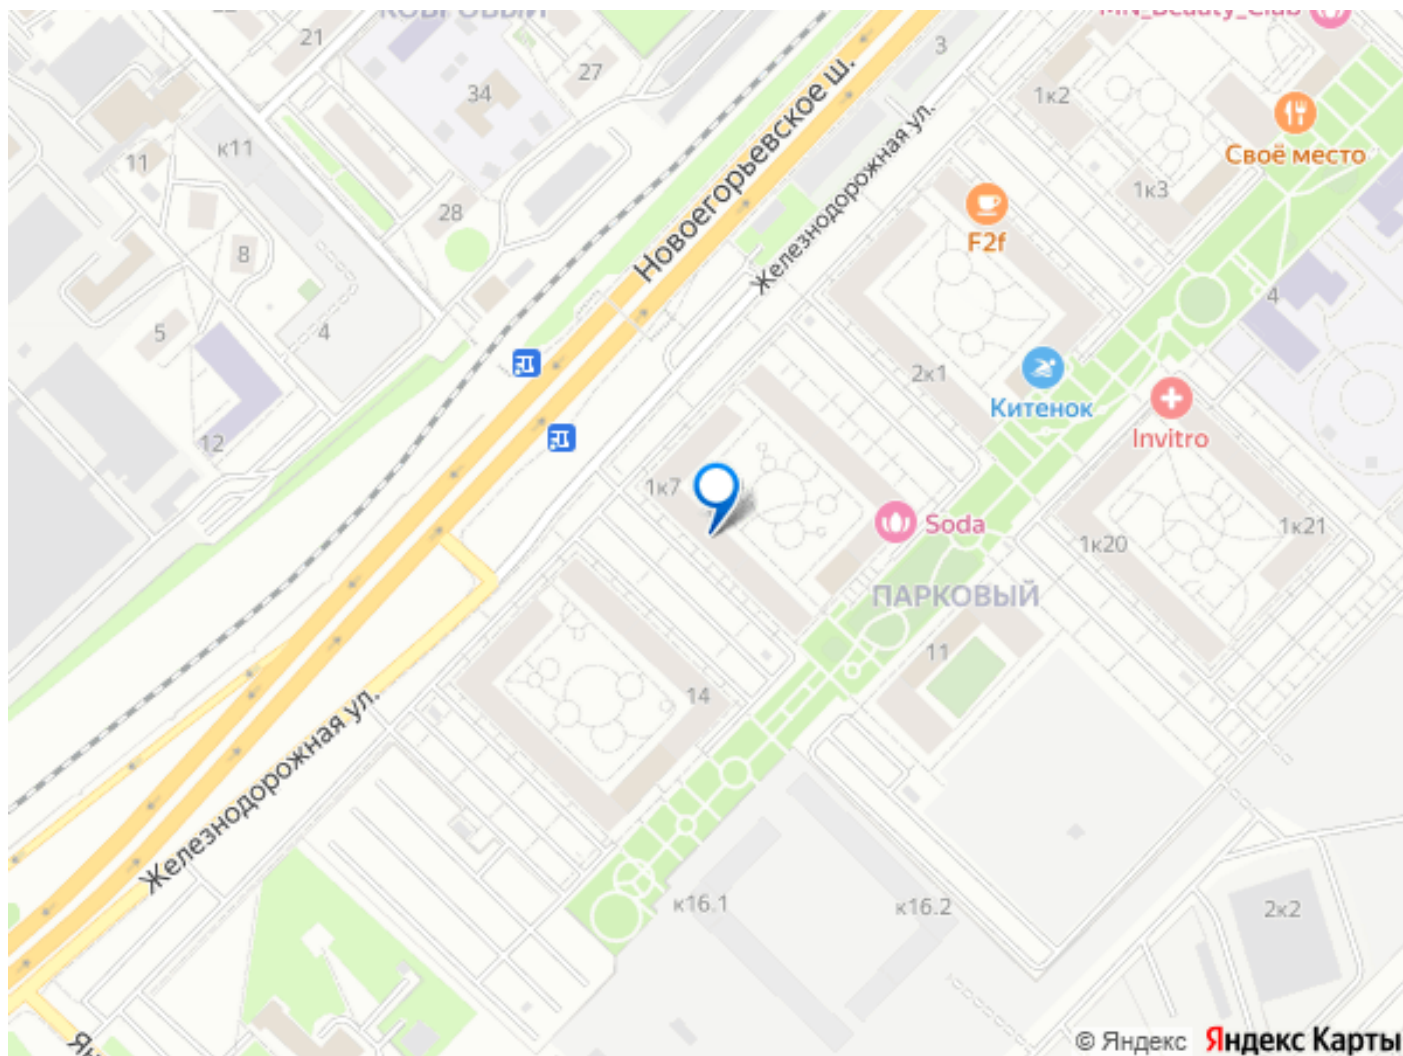 КОВРОВЫЙ
MN_Beauty_Club
21
3
27
34
1к2
Новоегорьевское ш.
Железнодорожная ул.
Своё место
к11
11
1к3
28
F2f
8
4
4
5
2к1
Китенок
Invitro
12
1к7
Soda
1к21
1к20
ПАРКОВЫЙ
11
14
Железнодорожная ул.
к16.1
к16.2
2к2
© Яндекс Яндекс Карты